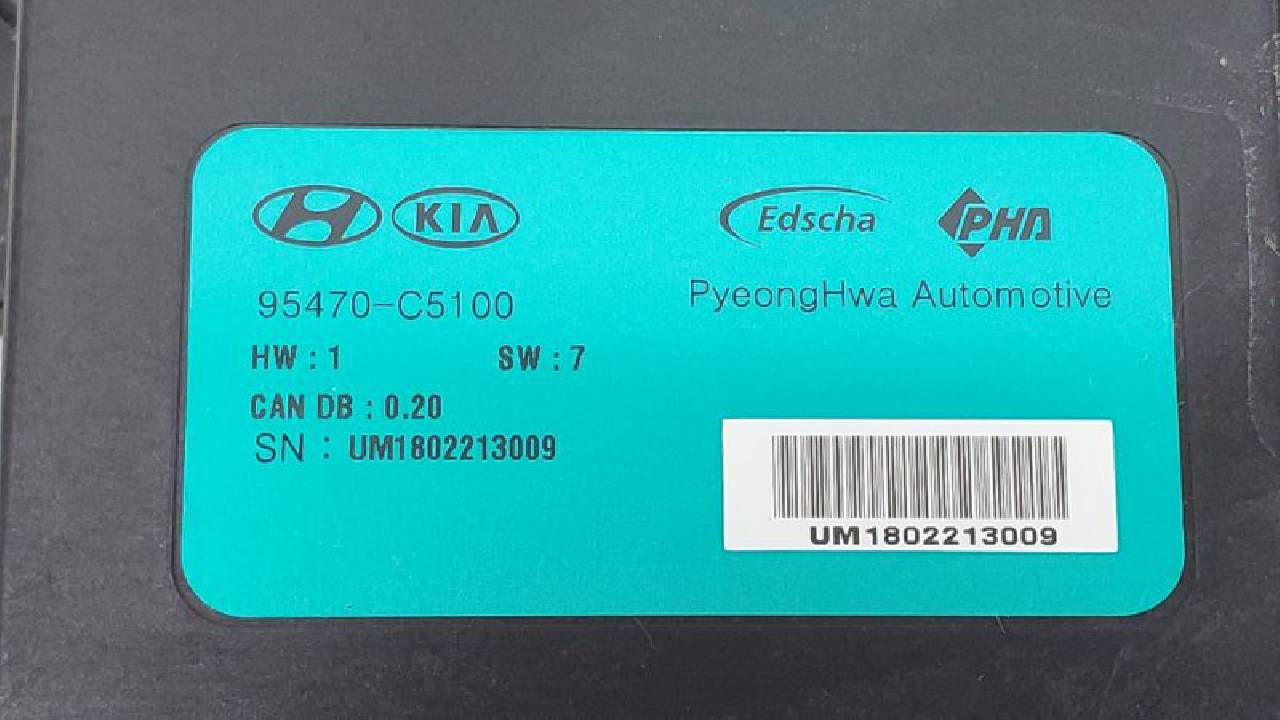 KIA
Edscha
PHA
95470-C5100
PyeongHwa Automotive
HW : 1 SW : 7
CAN DB : 0.20
SN : UM1802213009
UM1802213009